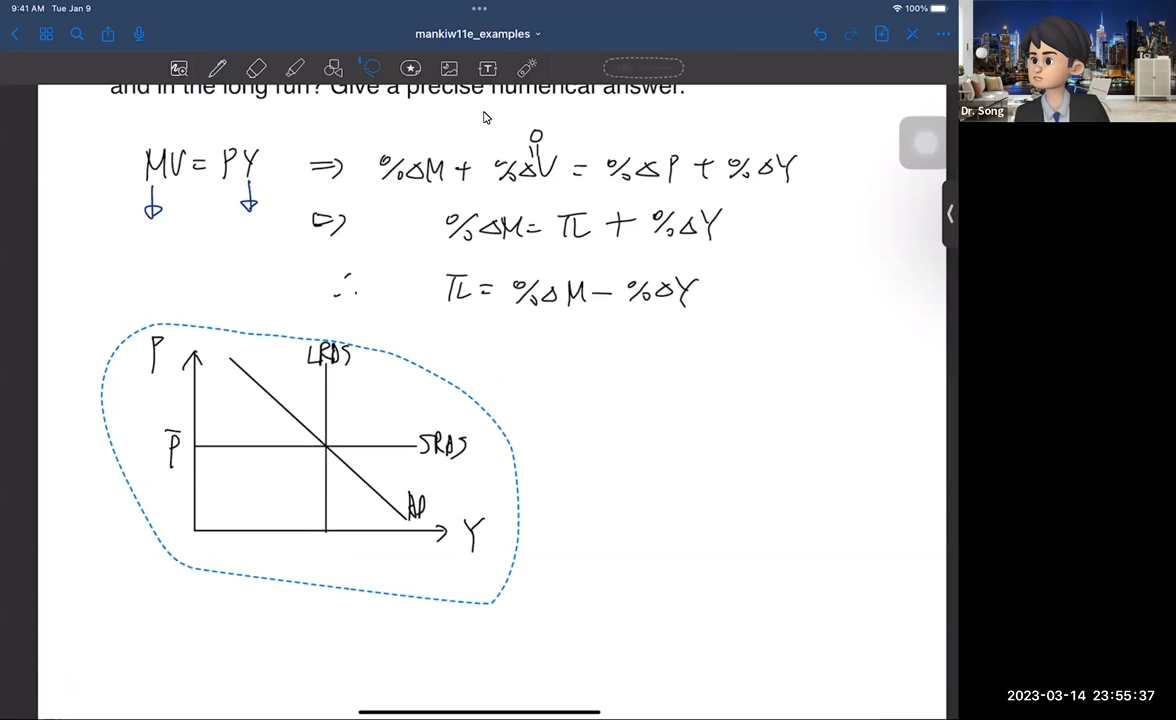 9:41 AM Tue Jan 9
100%
mankiw11e_examples
and in the long run? Give a precise numerical answer.
Dr. Song
0
MV = PY ⇒ %ΔM + %ΔV = %ΔP + %ΔY
⇒ %ΔM = π + %ΔY
∴ π = %ΔM − %ΔY
P
LRAS
P̄
SRAS
AD
Y
2023-03-14 23:55:37